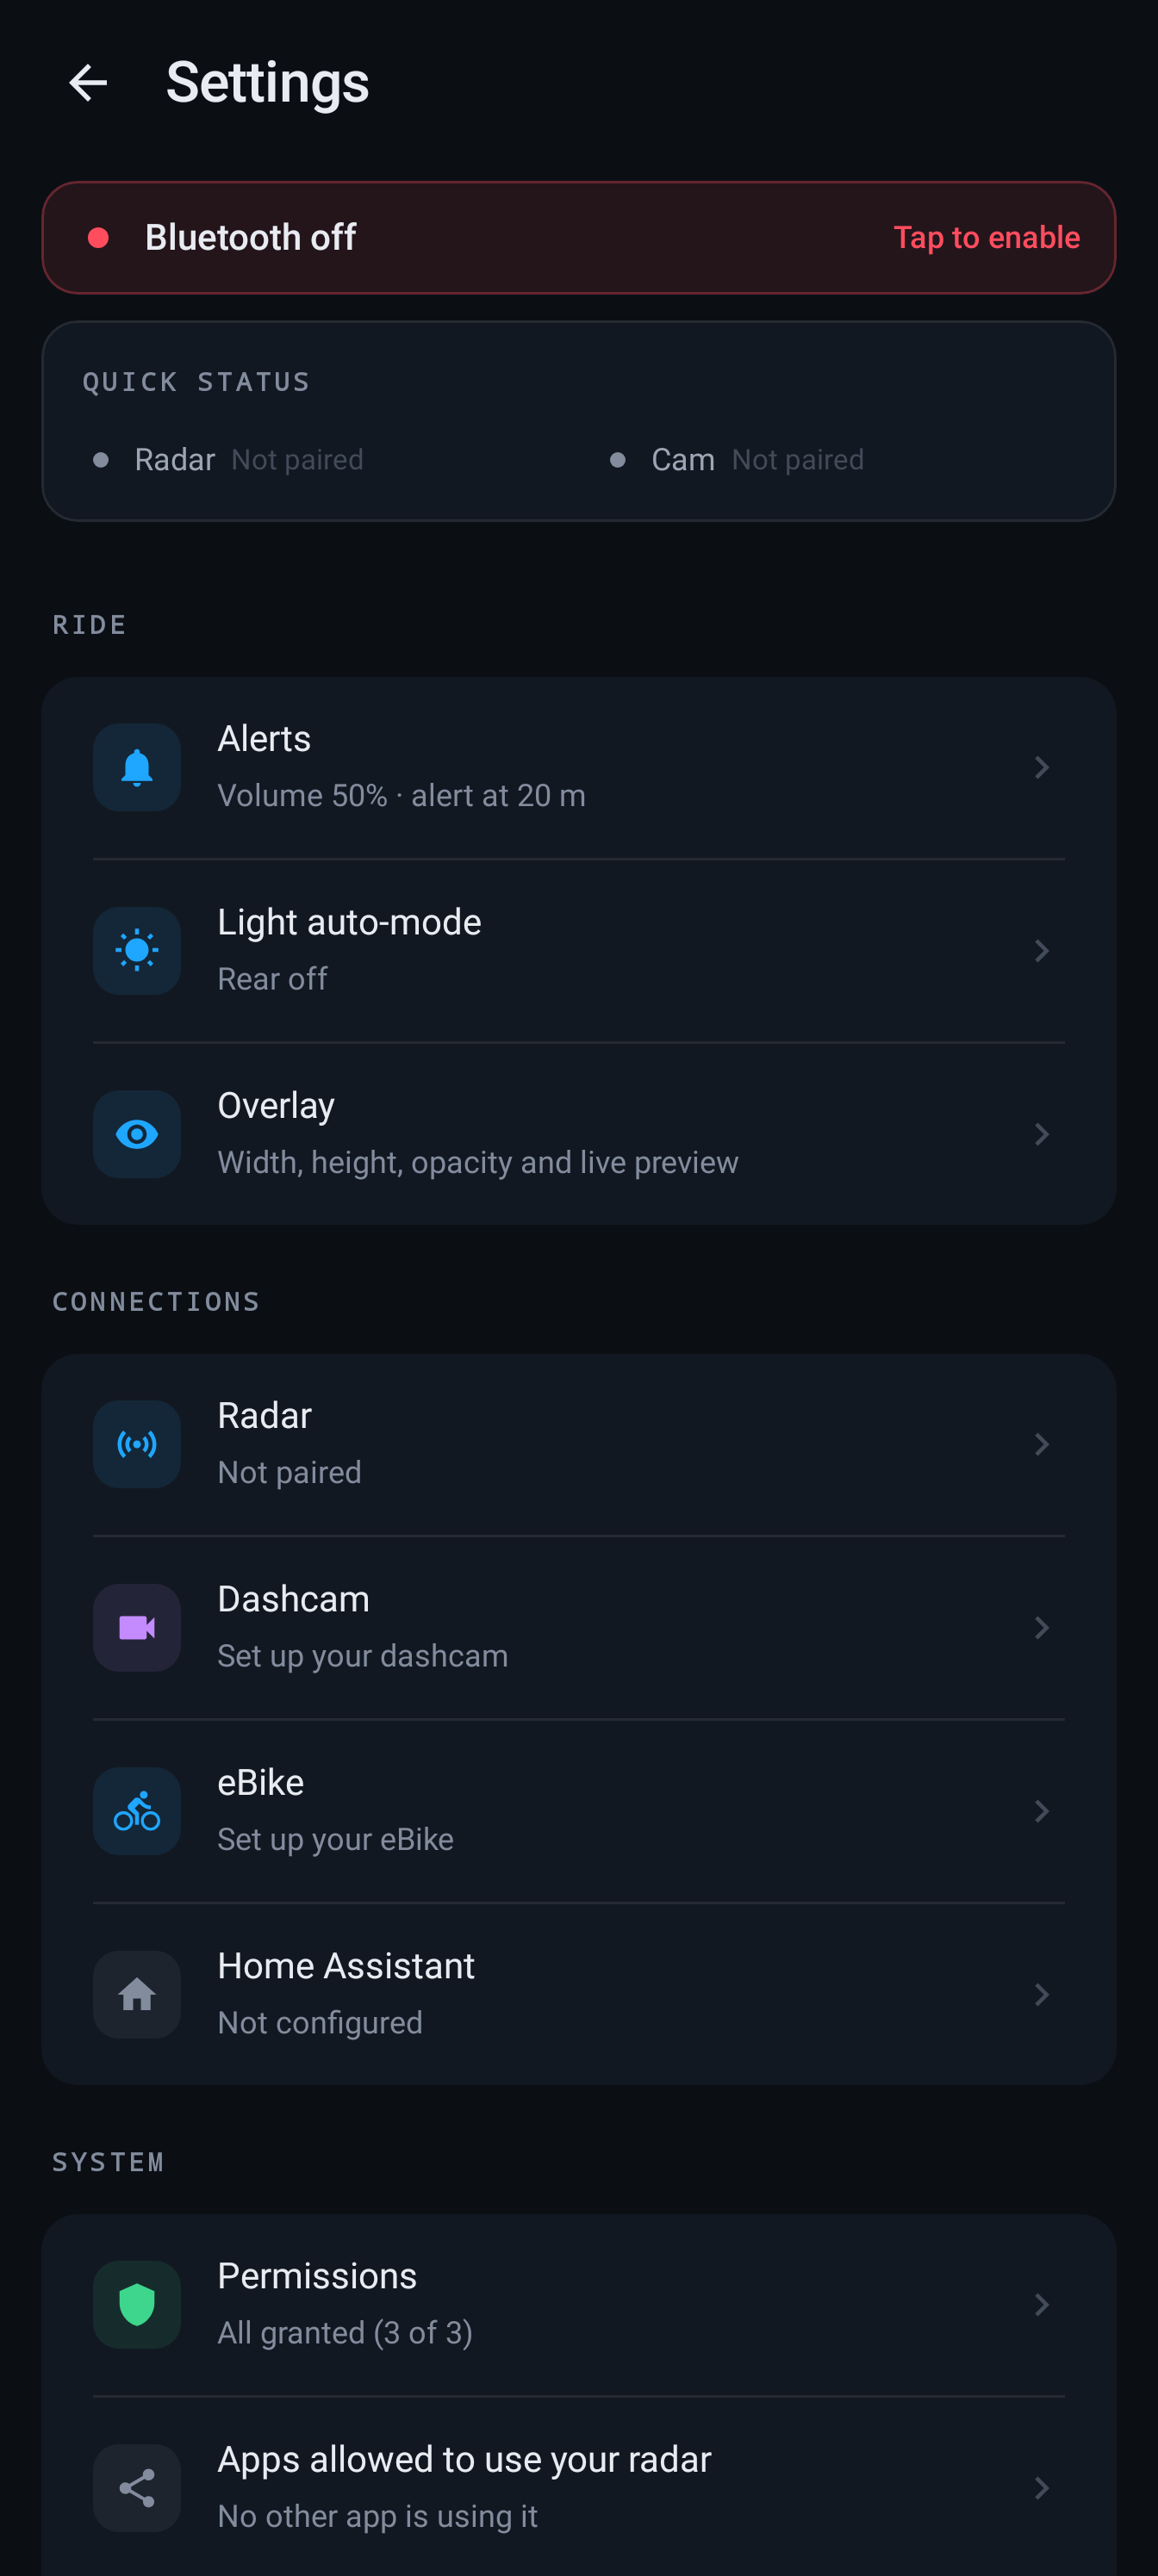 Settings
Bluetooth off
Tap to enable
QUICK STATUS
Radar Not paired
Cam Not paired
RIDE
Alerts
Volume 50% · alert at 20 m
Light auto-mode
Rear off
Overlay
Width, height, opacity and live preview
CONNECTIONS
Radar
Not paired
Dashcam
Set up your dashcam
eBike
Set up your eBike
Home Assistant
Not configured
SYSTEM
Permissions
All granted (3 of 3)
Apps allowed to use your radar
No other app is using it